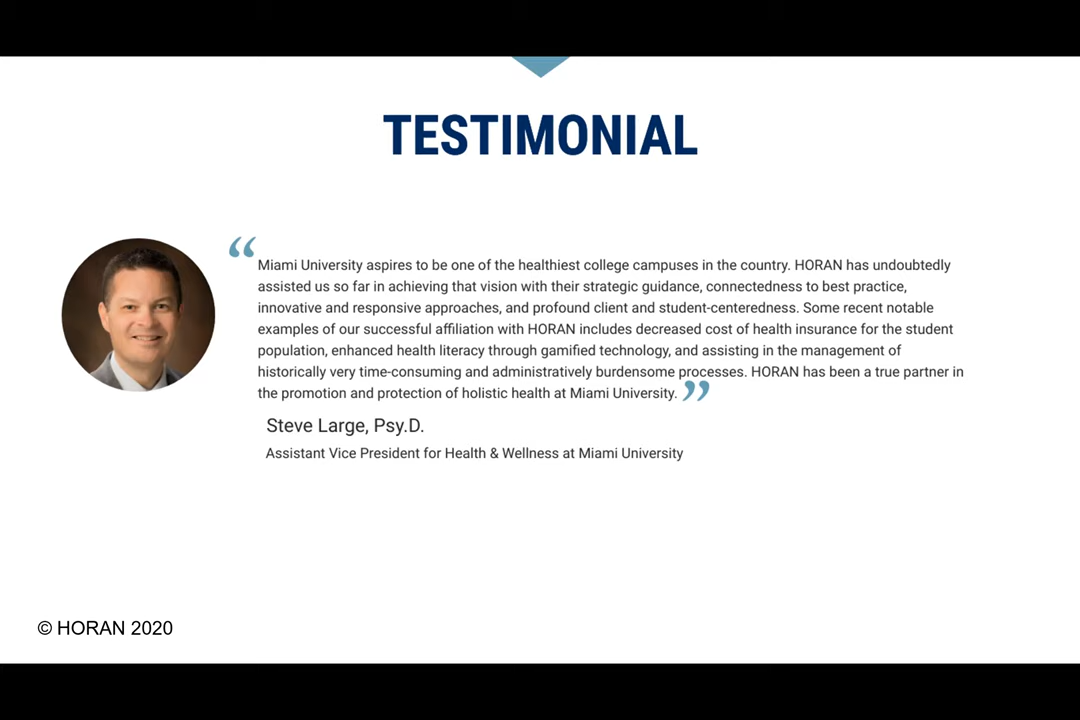 TESTIMONIAL
“
Miami University aspires to be one of the healthiest college campuses in the country. HORAN has undoubtedly
assisted us so far in achieving that vision with their strategic guidance, connectedness to best practice,
innovative and responsive approaches, and profound client and student-centeredness. Some recent notable
examples of our successful affiliation with HORAN includes decreased cost of health insurance for the student
population, enhanced health literacy through gamified technology, and assisting in the management of
historically very time-consuming and administratively burdensome processes. HORAN has been a true partner in
the promotion and protection of holistic health at Miami University. ”
Steve Large, Psy.D.
Assistant Vice President for Health & Wellness at Miami University
© HORAN 2020